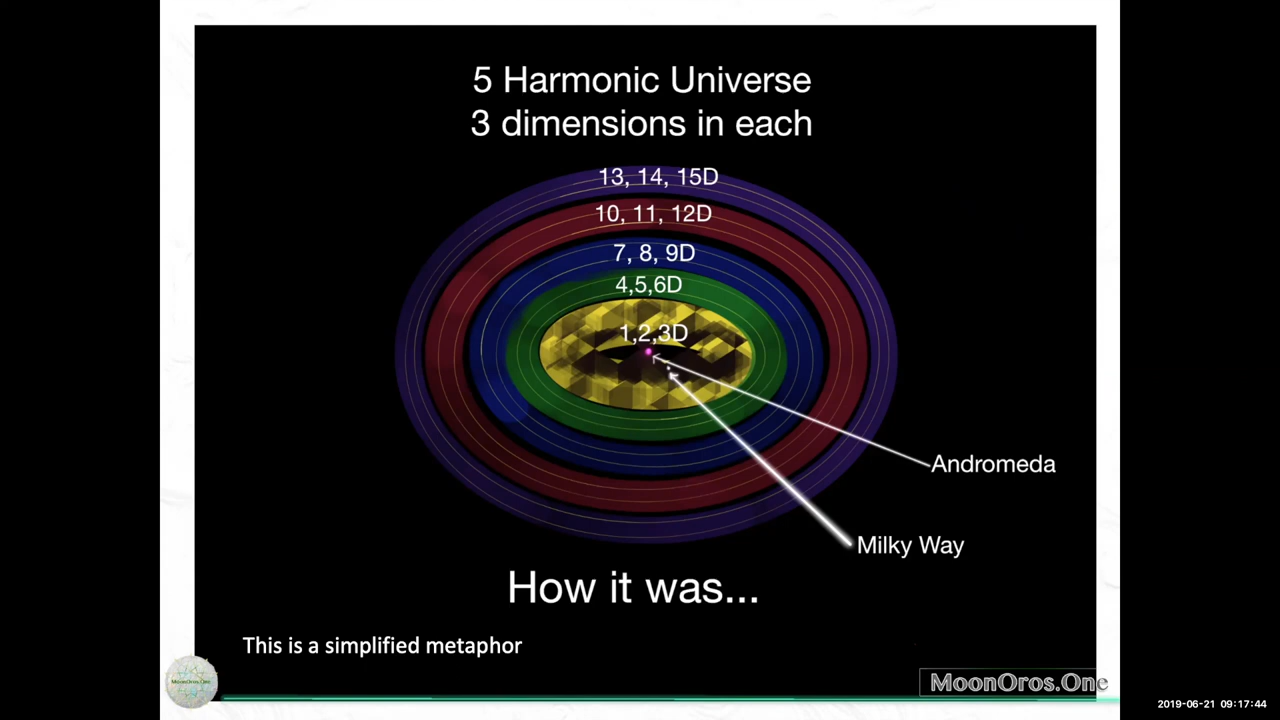 5 Harmonic Universe
3 dimensions in each
13, 14, 15D
10, 11, 12D
7, 8, 9D
4,5,6D
1,2,3D
Andromeda
Milky Way
How it was...
This is a simplified metaphor
MoonOros.One
MoonOros.One
2019-06-21 09:17:44